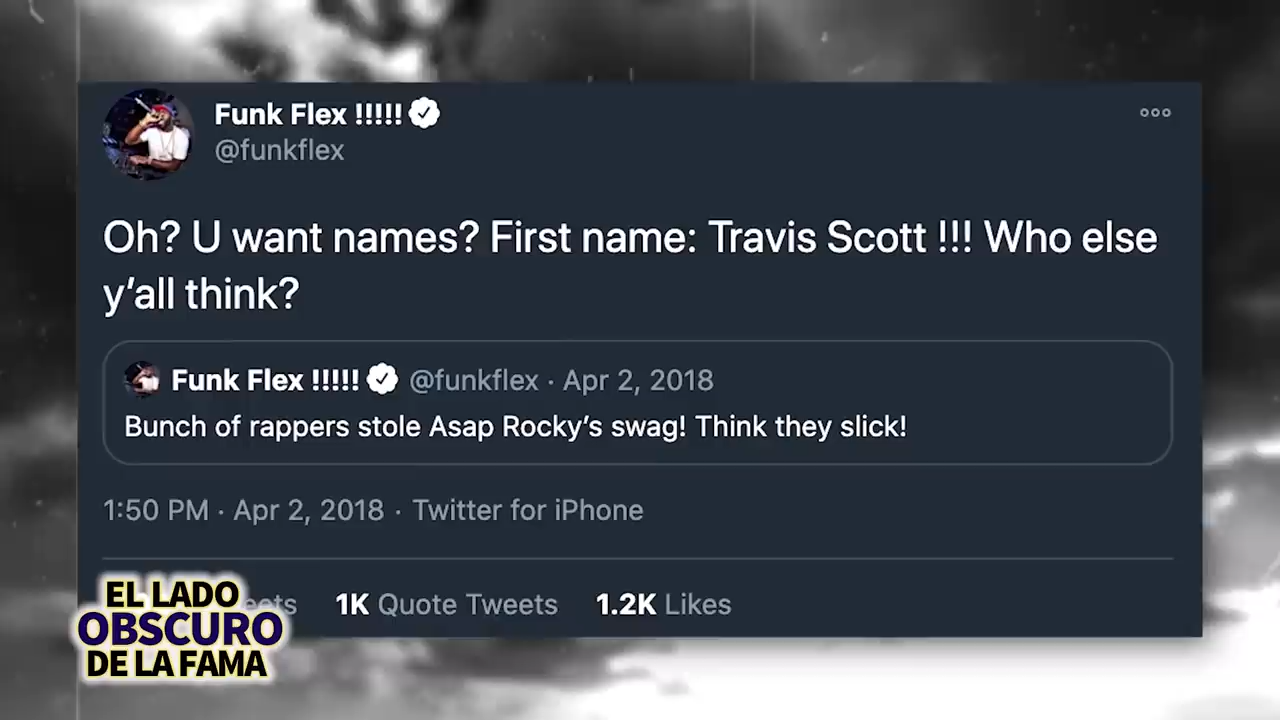 Funk Flex !!!!!
@funkflex
Oh? U want names? First name: Travis Scott !!! Who else
y’all think?
Funk Flex !!!!! @funkflex · Apr 2, 2018
Bunch of rappers stole Asap Rocky’s swag! Think they slick!
1:50 PM · Apr 2, 2018 · Twitter for iPhone
1K Quote Tweets 1.2K Likes
EL LADO
OBSCURO
DE LA FAMA